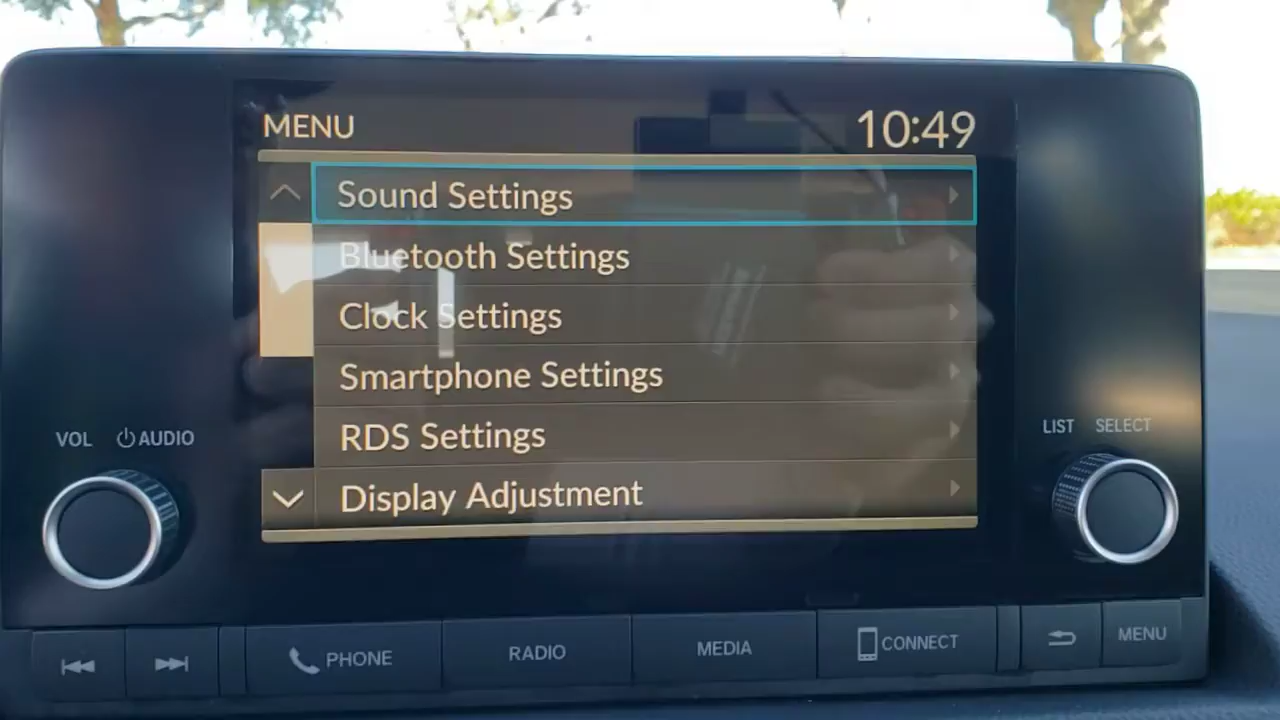 MENU 10:49
Sound Settings
Bluetooth Settings
Clock Settings
Smartphone Settings
RDS Settings
Display Adjustment
VOL AUDIO
LIST SELECT
PHONE RADIO MEDIA CONNECT MENU